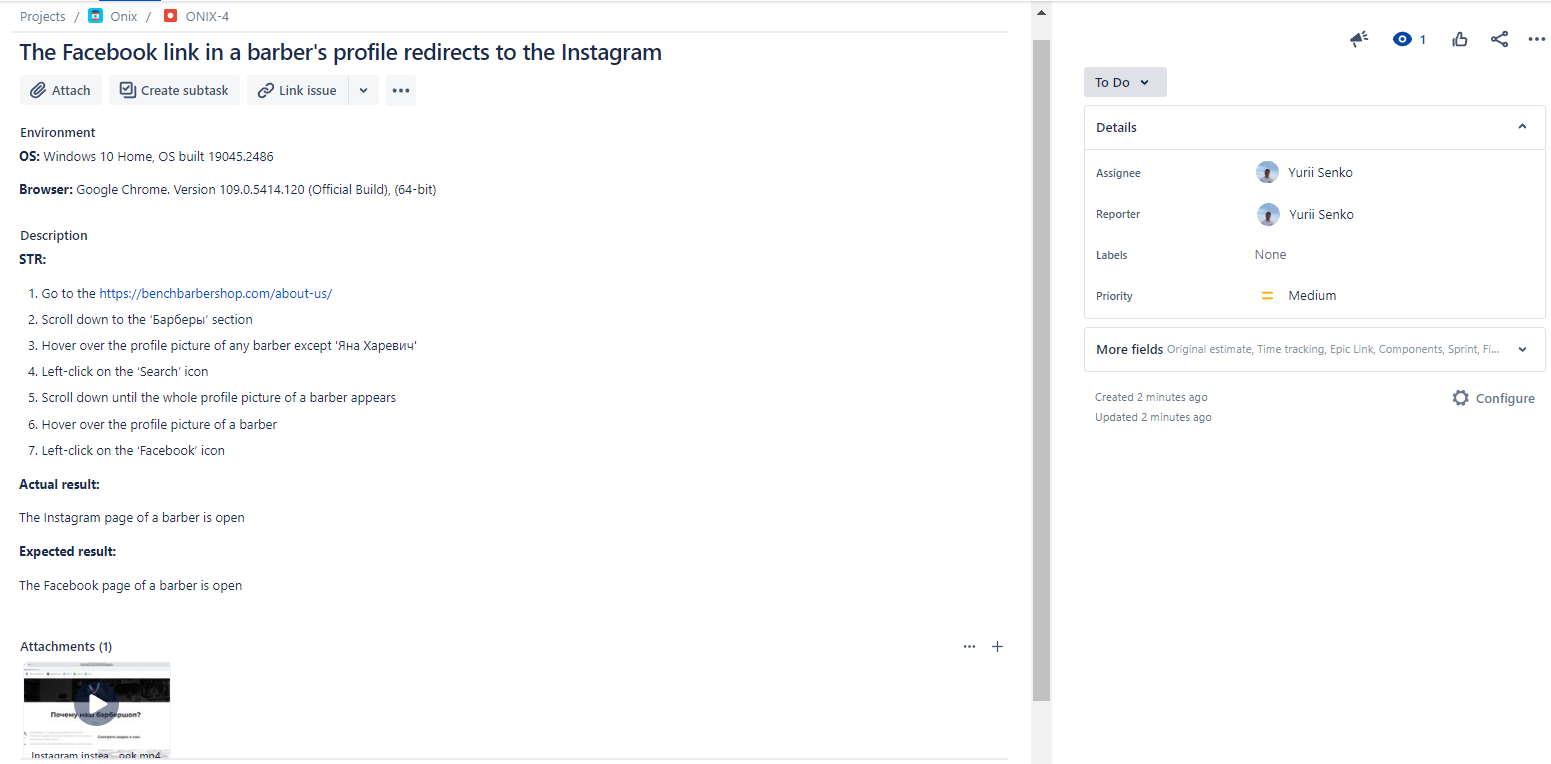 Projects / Onix / ONIX-4
The Facebook link in a barber's profile redirects to the Instagram
Attach Create subtask Link issue
Environment
OS: Windows 10 Home, OS built 19045.2486
Browser: Google Chrome. Version 109.0.5414.120 (Official Build), (64-bit)
Description
STR:
1. Go to the https://benchbarbershop.com/about-us/
2. Scroll down to the ‘Барберы’ section
3. Hover over the profile picture of any barber except 'Яна Харевич'
4. Left-click on the ‘Search’ icon
5. Scroll down until the whole profile picture of a barber appears
6. Hover over the profile picture of a barber
7. Left-click on the ‘Facebook’ icon
Actual result:
The Instagram page of a barber is open
Expected result:
The Facebook page of a barber is open
Attachments (1)
Почему наш барбершоп?
Смотреть видео о нас:
Instagram instea... ook.mp4
1
To Do
Details
Assignee Yurii Senko
Reporter Yurii Senko
Labels None
Priority Medium
More fields Original estimate, Time tracking, Epic Link, Components, Sprint, Fi...
Created 2 minutes ago
Configure
Updated 2 minutes ago